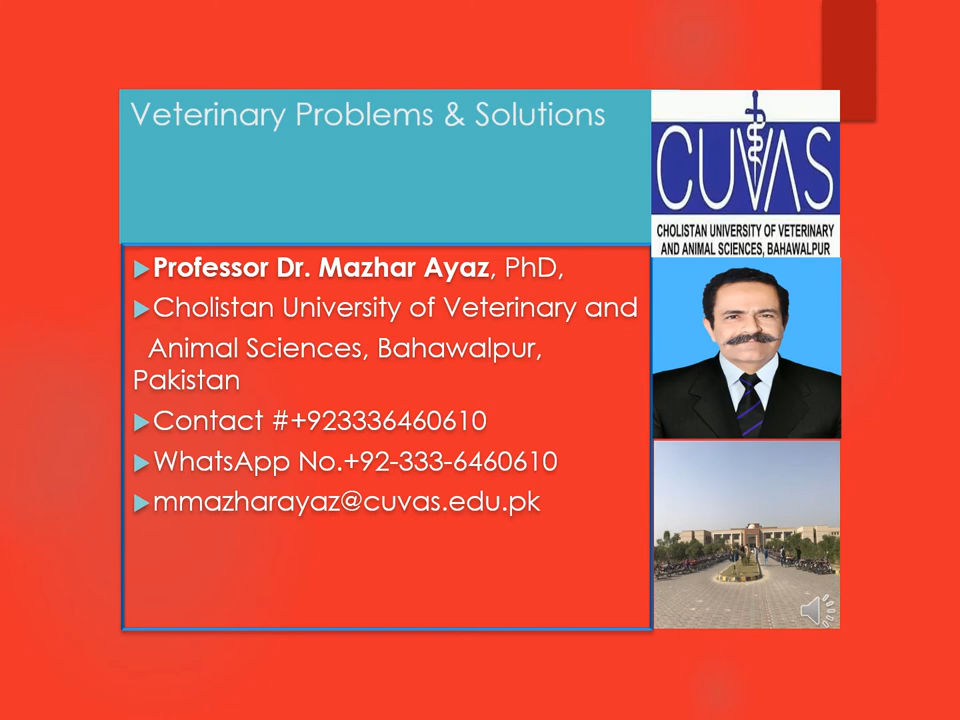 Veterinary Problems & Solutions
CUVAS
CHOLISTAN UNIVERSITY OF VETERINARY
AND ANIMAL SCIENCES, BAHAWALPUR
Professor Dr. Mazhar Ayaz, PhD,
Cholistan University of Veterinary and
Animal Sciences, Bahawalpur,
Pakistan
Contact #+923336460610
WhatsApp No.+92-333-6460610
mmazharayaz@cuvas.edu.pk